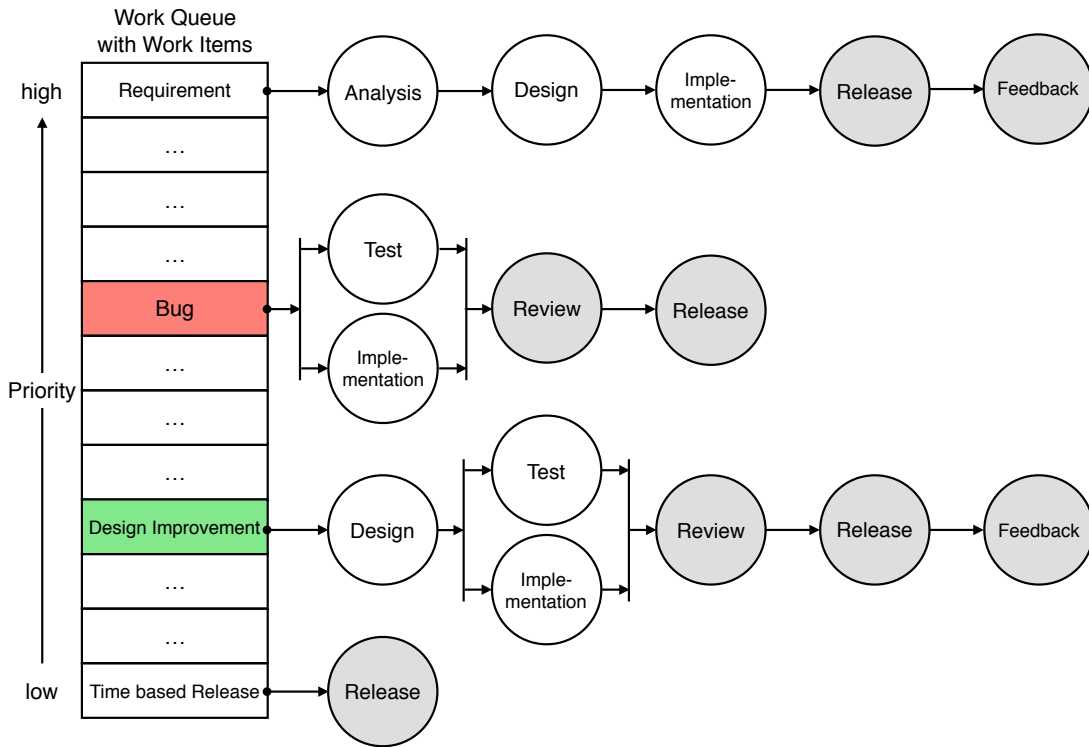 Work Queue
with Work Items
high
Requirement
Analysis
Design
Imple-
mentation
Release
Feedback
...
...
...
Test
Bug
Review
Release
Imple-
mentation
...
Priority
...
...
Test
Design Improvement
Design
Review
Release
Feedback
Imple-
mentation
...
...
low
Time based Release
Release